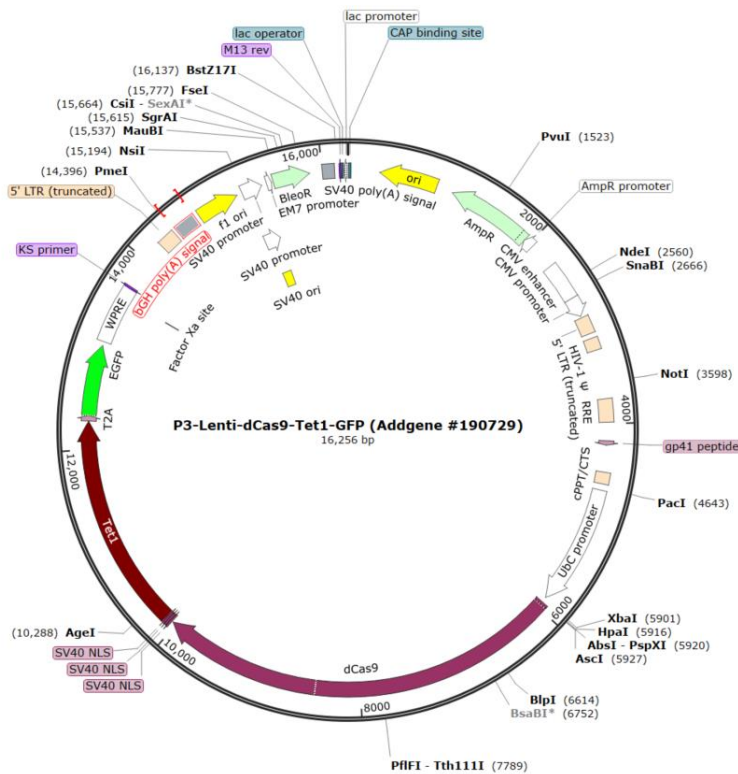 lac promoter
lac operator
CAP binding site
M13 rev
(16,137) BstZ17I
(15,777) FseI
(15,664) CsiI - SexAI*
(15,615) SgrAI
(15,537) MauBI
(15,194) NsiI
(14,396) PmeI
5' LTR (truncated)
KS primer
PvuI (1523)
AmpR promoter
NdeI (2560)
SnaBI (2666)
NotI (3598)
gp41 peptide
PacI (4643)
XbaI (5901)
HpaI (5916)
AbsI - PspXI (5920)
AscI (5927)
BlpI (6614)
BsaBI* (6752)
PflFI - Tth111I (7789)
(10,288) AgeI
SV40 NLS
SV40 NLS
SV40 NLS
16,000
2000
4000
6000
8000
10,000
12,000
14,000
SV40 poly(A) signal
ori
AmpR
CMV enhancer
CMV promoter
5' LTR (truncated)
HIV-1 Ψ
RRE
cPPT/CTS
UbC promoter
dCas9
Tet1
T2A
EGFP
WPRE
Factor Xa site
bGH poly(A) signal
f1 ori
SV40 promoter
EM7 promoter
BleoR
SV40 promoter
SV40 ori
P3-Lenti-dCas9-Tet1-GFP (Addgene #190729)
16,256 bp